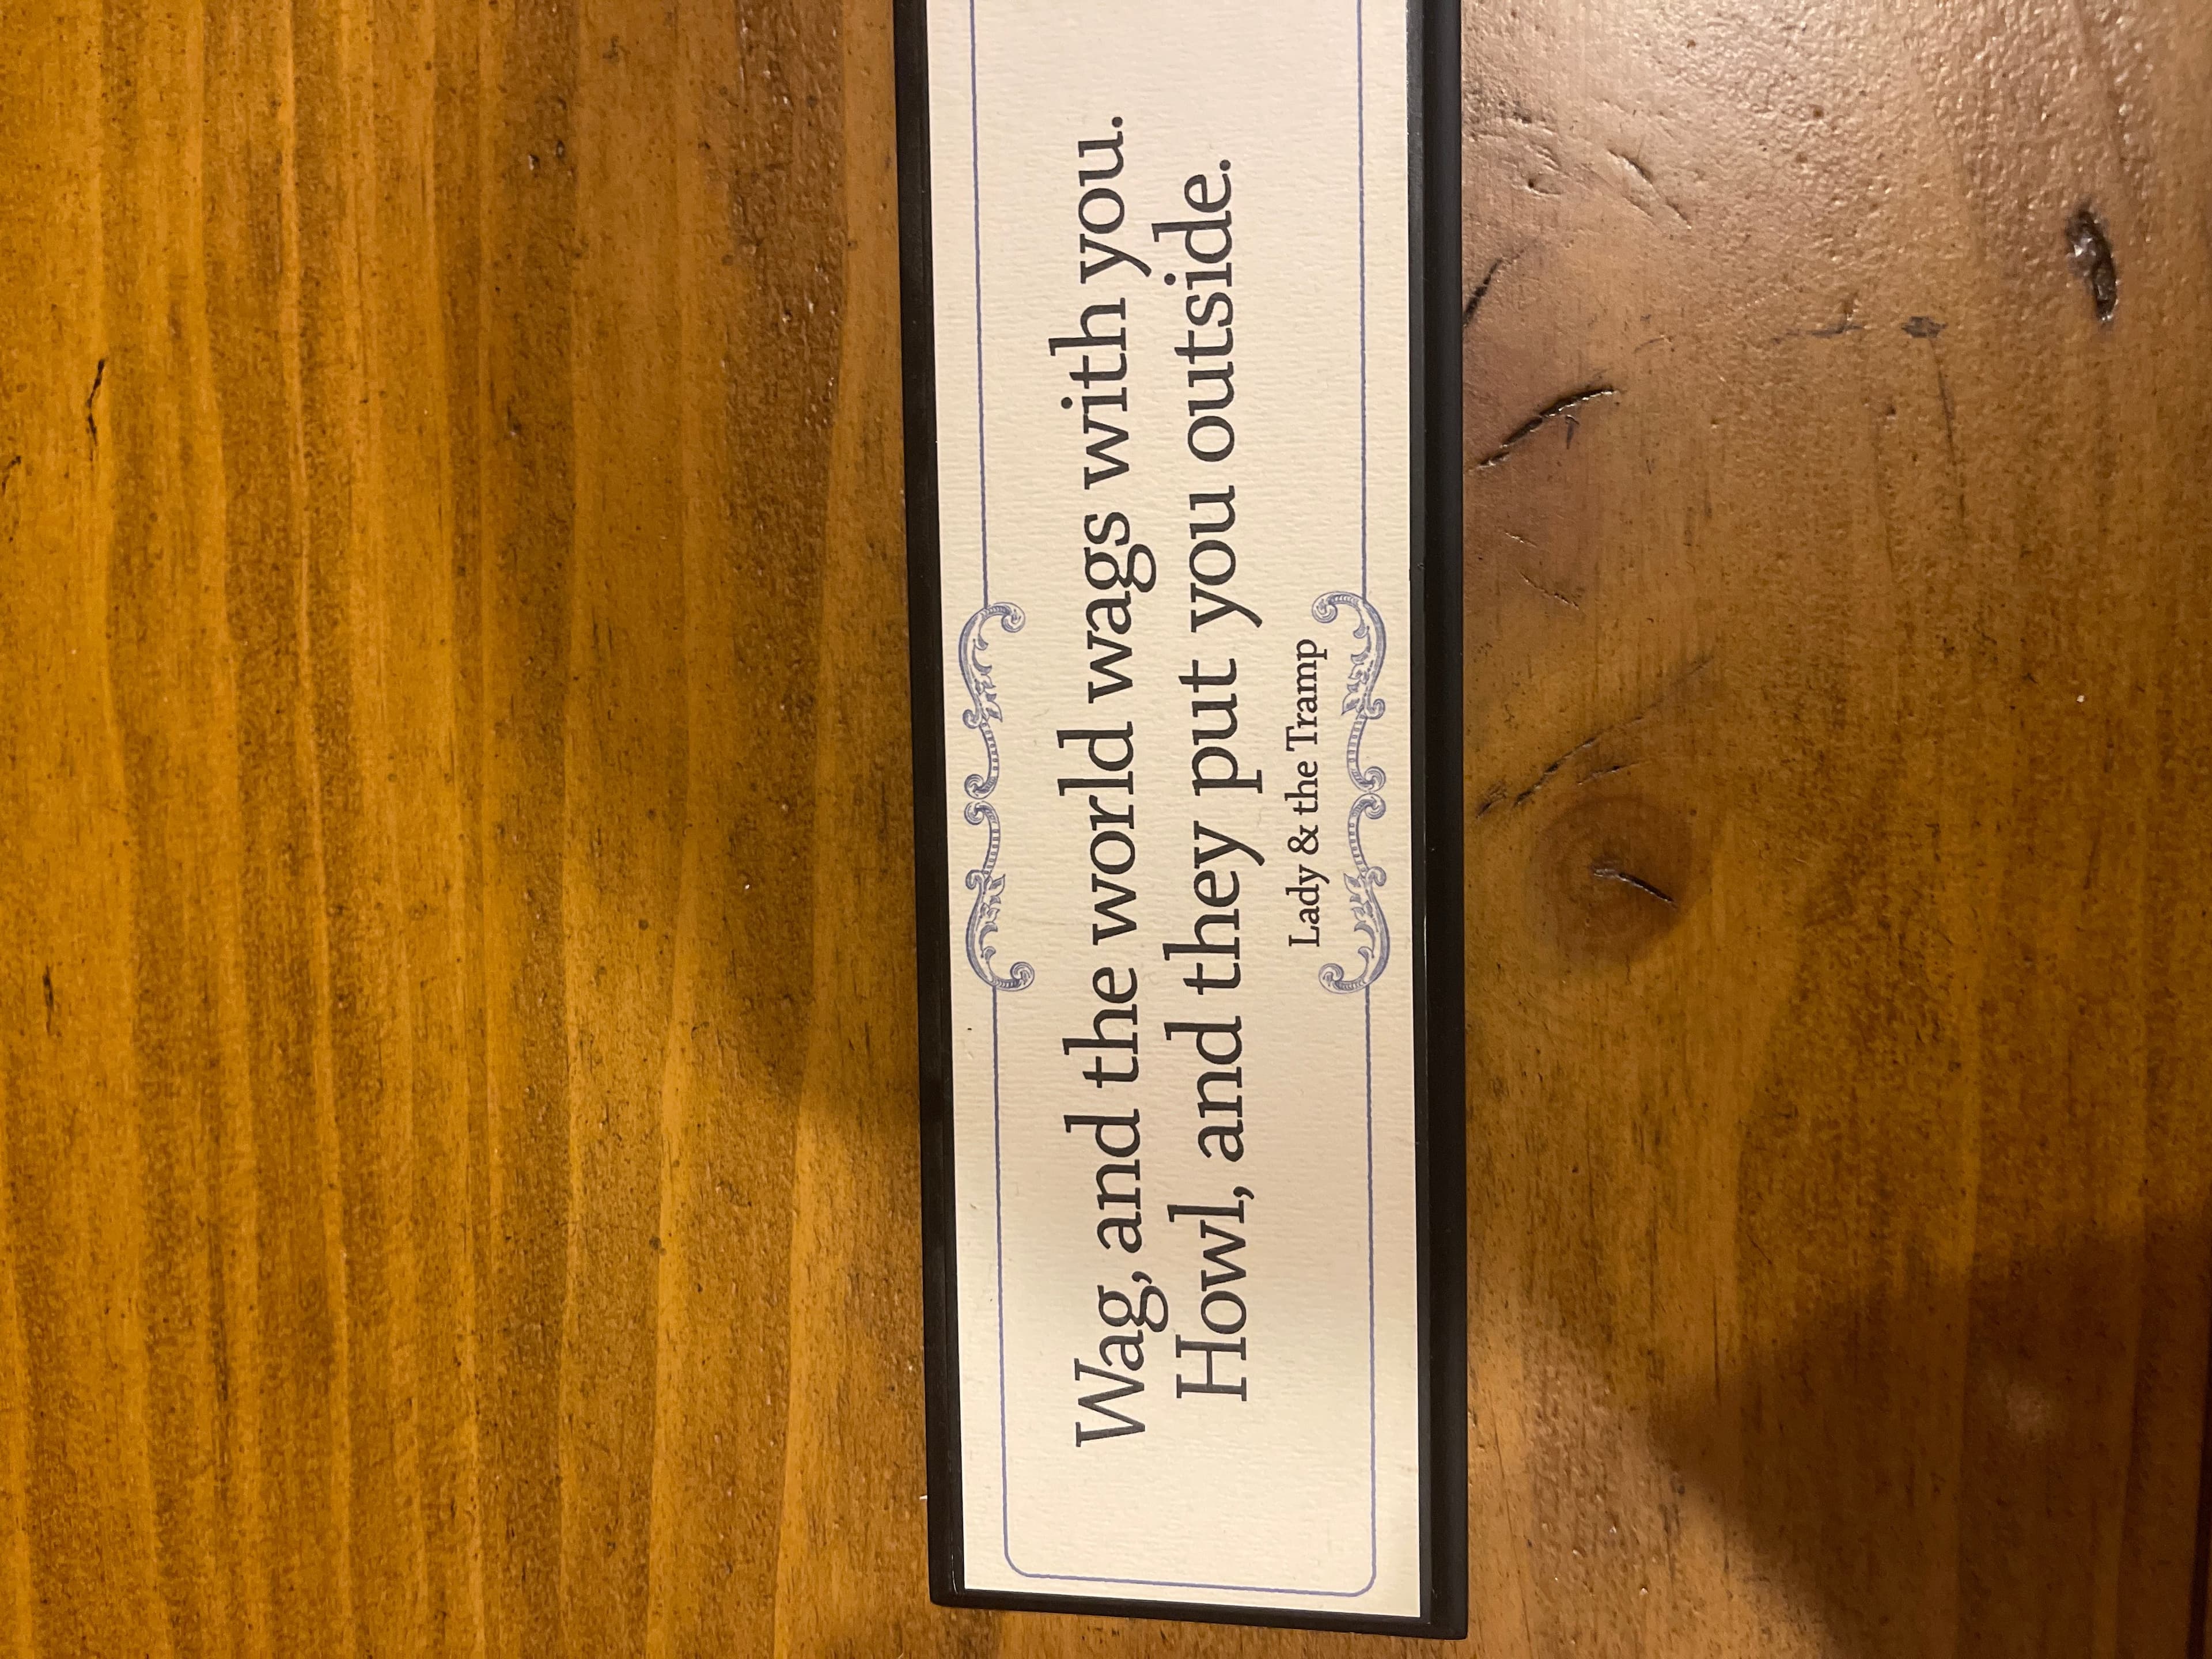 Wag, and the world wags with you.
Howl, and they put you outside.
Lady & the Tramp